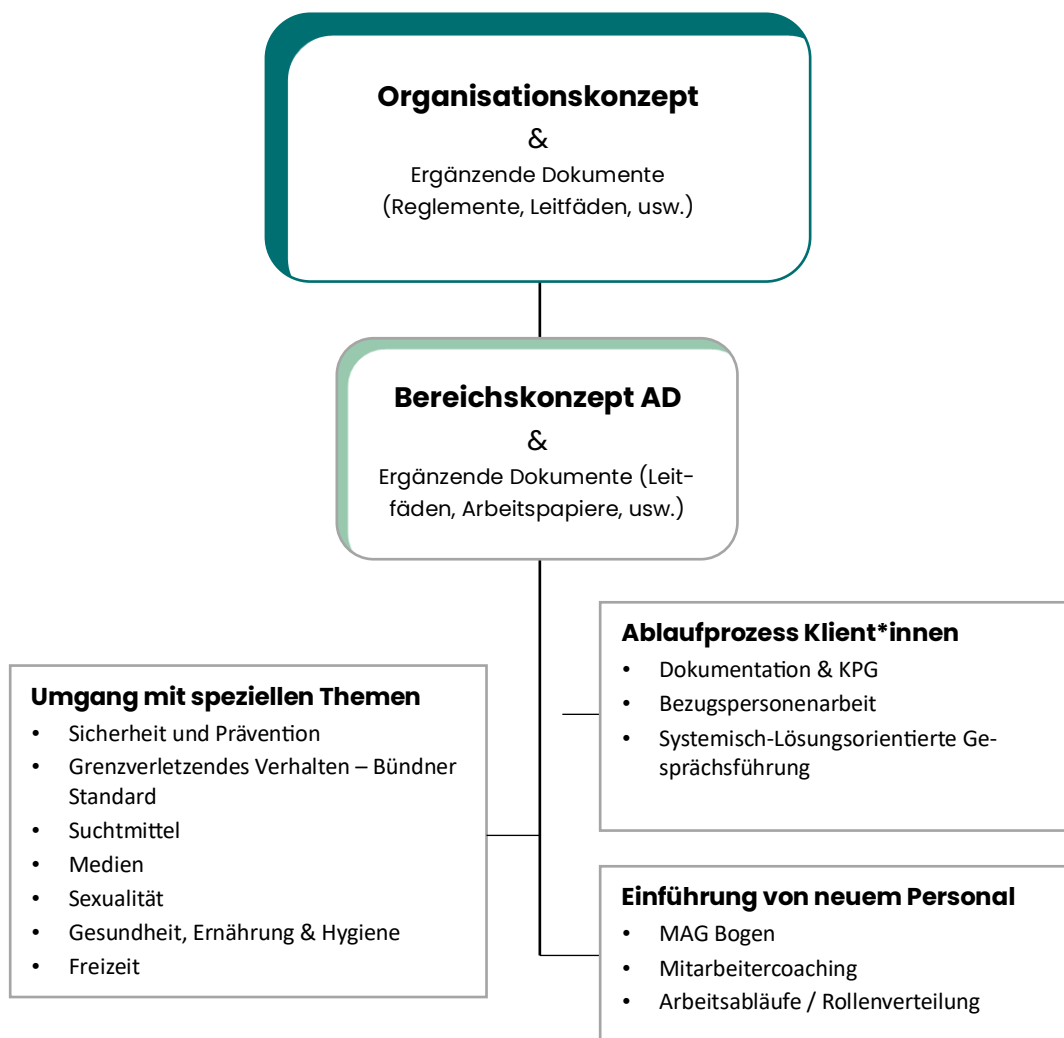 Organisationskonzept
&
Ergänzende Dokumente
(Reglemente, Leitfäden, usw.)
Bereichskonzept AD
&
Ergänzende Dokumente (Leit-
fäden, Arbeitspapiere, usw.)
Umgang mit speziellen Themen
• Sicherheit und Prävention
• Grenzverletzendes Verhalten – Bündner
Standard
• Suchtmittel
• Medien
• Sexualität
• Gesundheit, Ernährung & Hygiene
• Freizeit
Ablaufprozess Klient*innen
• Dokumentation & KPG
• Bezugspersonenarbeit
• Systemisch-Lösungsorientierte Ge-
sprächsführung
Einführung von neuem Personal
• MAG Bogen
• Mitarbeitercoaching
• Arbeitsabläufe / Rollenverteilung